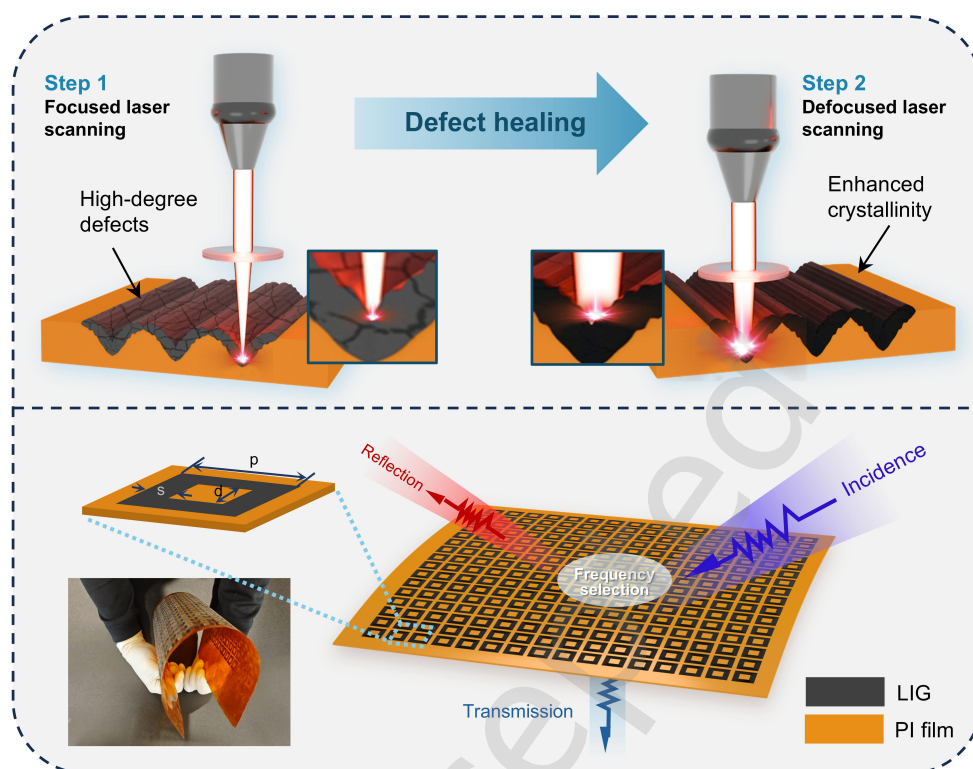 Step 1
Focused laser
scanning
Defect healing
Step 2
Defocused laser
scanning
High-degree
defects
Enhanced
crystallinity
p
s
d
Reflection
Incidence
Frequency
selection
Transmission
LIG
PI film